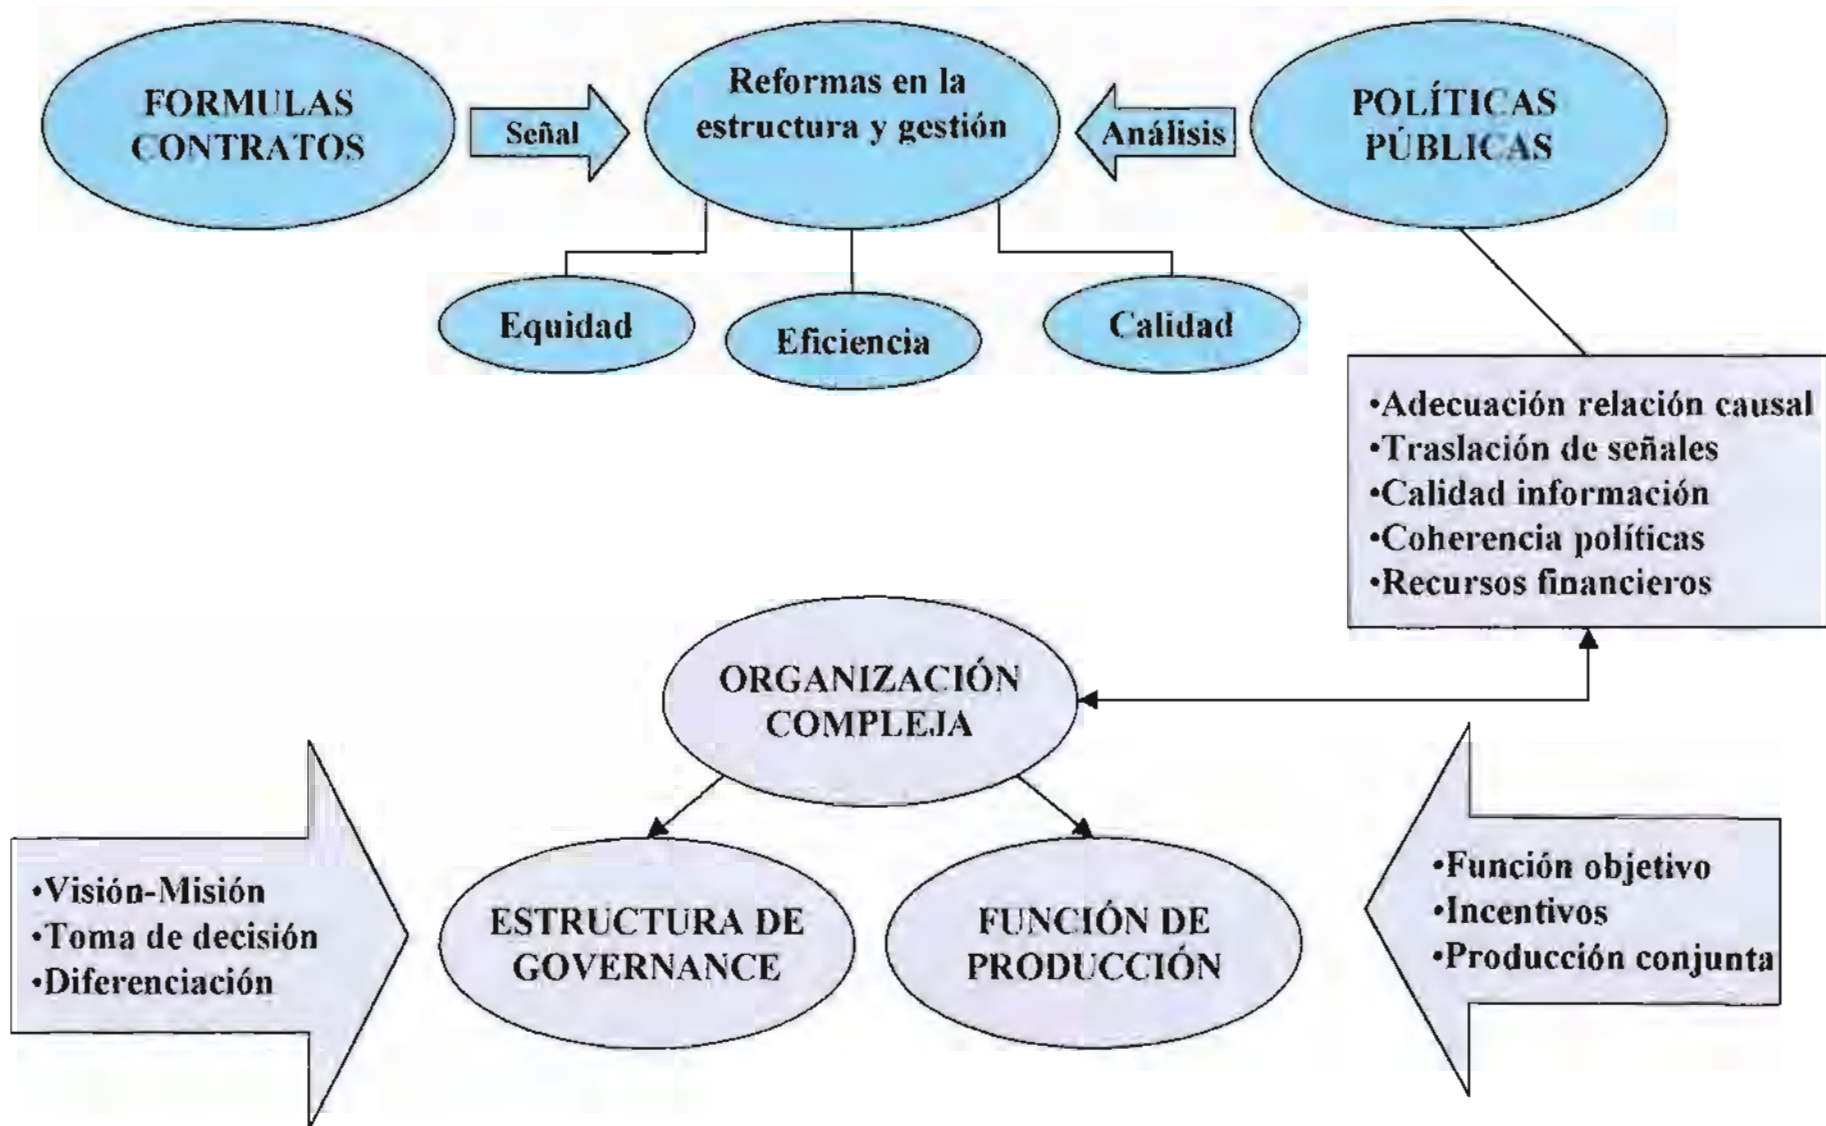 FORMULAS
CONTRATOS
Señal
Reformas en la
estructura y gestión
Análisis
POLÍTICAS
PÚBLICAS
Equidad
Eficiencia
Calidad
•Adecuación relación causal
•Traslación de señales
•Calidad información
•Coherencia políticas
•Recursos financieros
ORGANIZACIÓN
COMPLEJA
•Visión-Misión
•Toma de decisión
•Diferenciación
ESTRUCTURA DE
GOVERNANCE
FUNCIÓN DE
PRODUCCIÓN
•Función objetivo
•Incentivos
•Producción conjunta